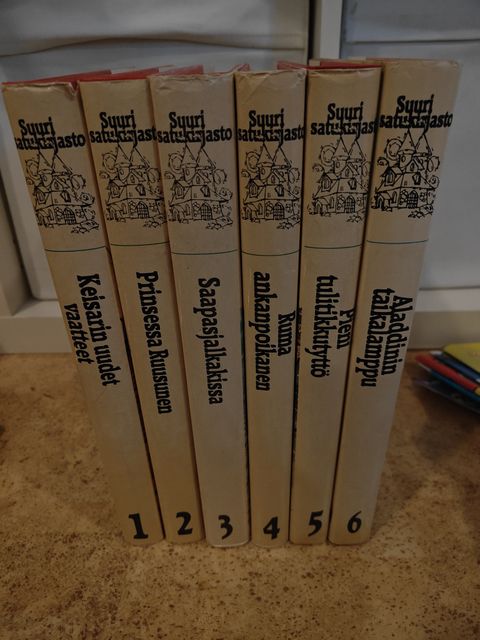 Suuri
satukirjasto
Keisarin uudet
vaatteet
1
Suuri
satukirjasto
Prinsessa Ruusunen
2
Suuri
satukirjasto
Saapasjalkakissa
3
Suuri
satukirjasto
Ruma
ankanpoikanen
4
Suuri
satukirjasto
Pieni
tulitikkutyttö
5
Suuri
satukirjasto
Aladdinin
taikalamppu
6